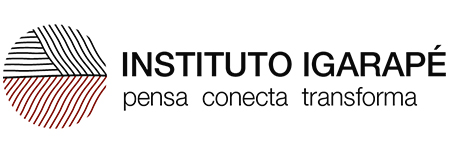 INSTITUTO IGARAPÉ
pensa conecta transforma